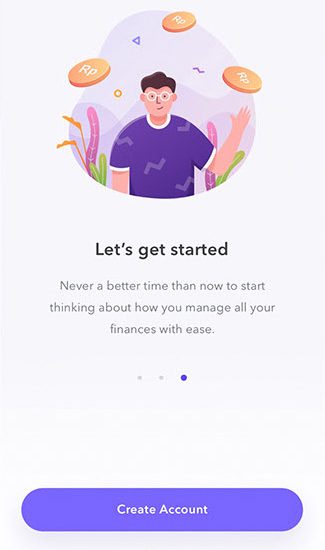 Rp
Rp
Rp
Let’s get started
Never a better time than now to start
thinking about how you manage all your
finances with ease.
Create Account